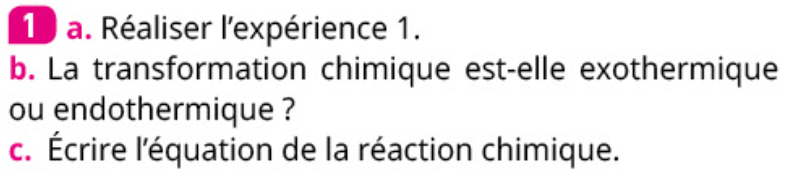 1 a. Réaliser l’expérience 1.
b. La transformation chimique est-elle exothermique
ou endothermique ?
c. Écrire l’équation de la réaction chimique.